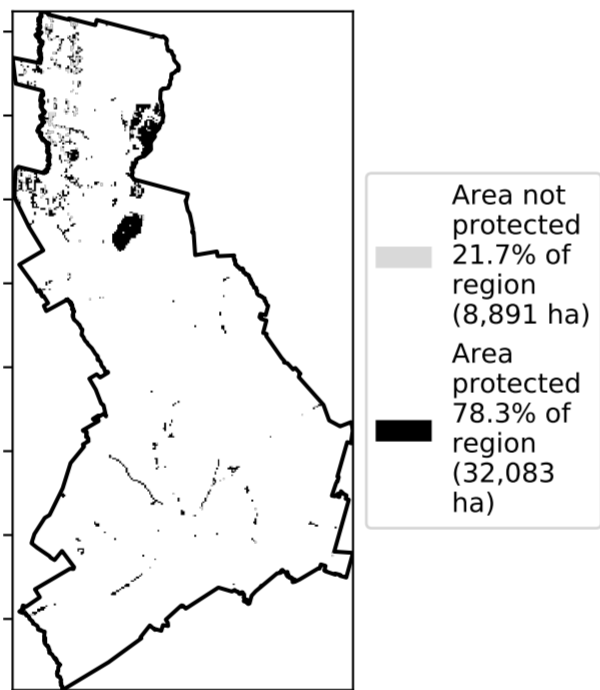 Area not
protected
21.7% of
region
(8,891 ha)
Area
protected
78.3% of
region
(32,083
ha)